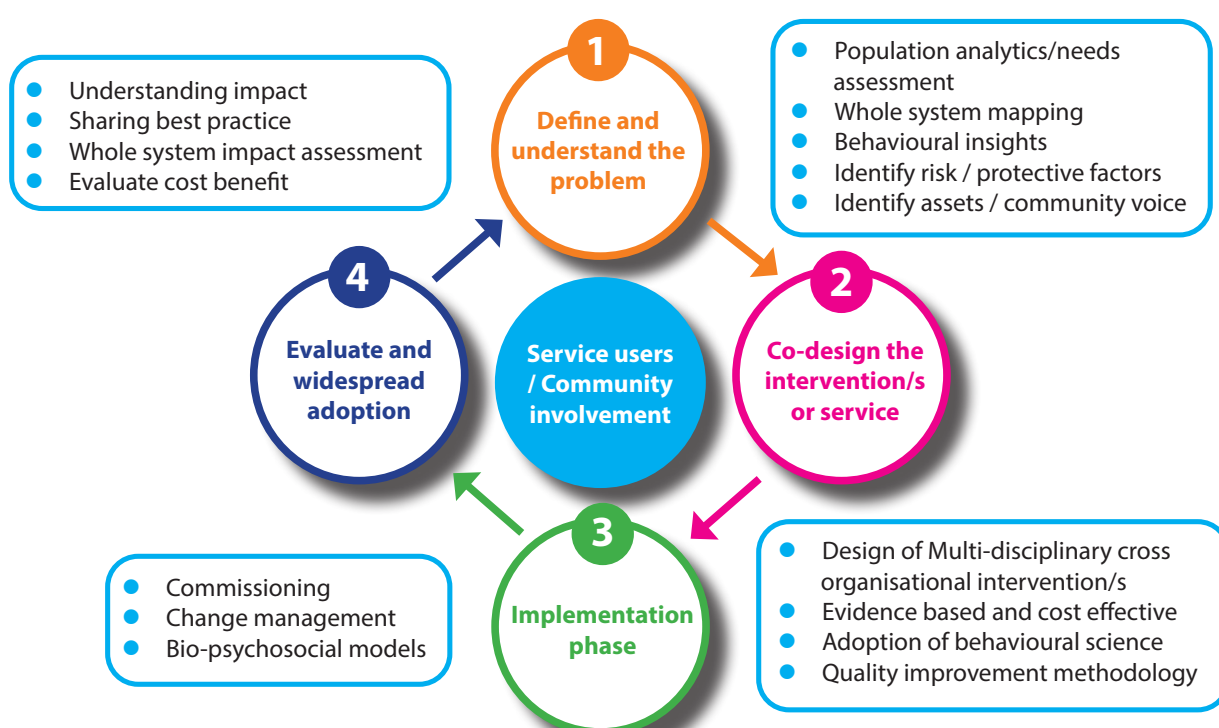 1
Define and
understand the
problem
Population analytics/needs
assessment
Whole system mapping
Behavioural insights
Identify risk / protective factors
Identify assets / community voice
2
Co-design the
intervention/s
or service
Design of Multi-disciplinary cross
organisational intervention/s
Evidence based and cost effective
Adoption of behavioural science
Quality improvement methodology
3
Implementation
phase
Commissioning
Change management
Bio-psychosocial models
4
Evaluate and
widespread
adoption
Understanding impact
Sharing best practice
Whole system impact assessment
Evaluate cost benefit
Service users
/ Community
involvement